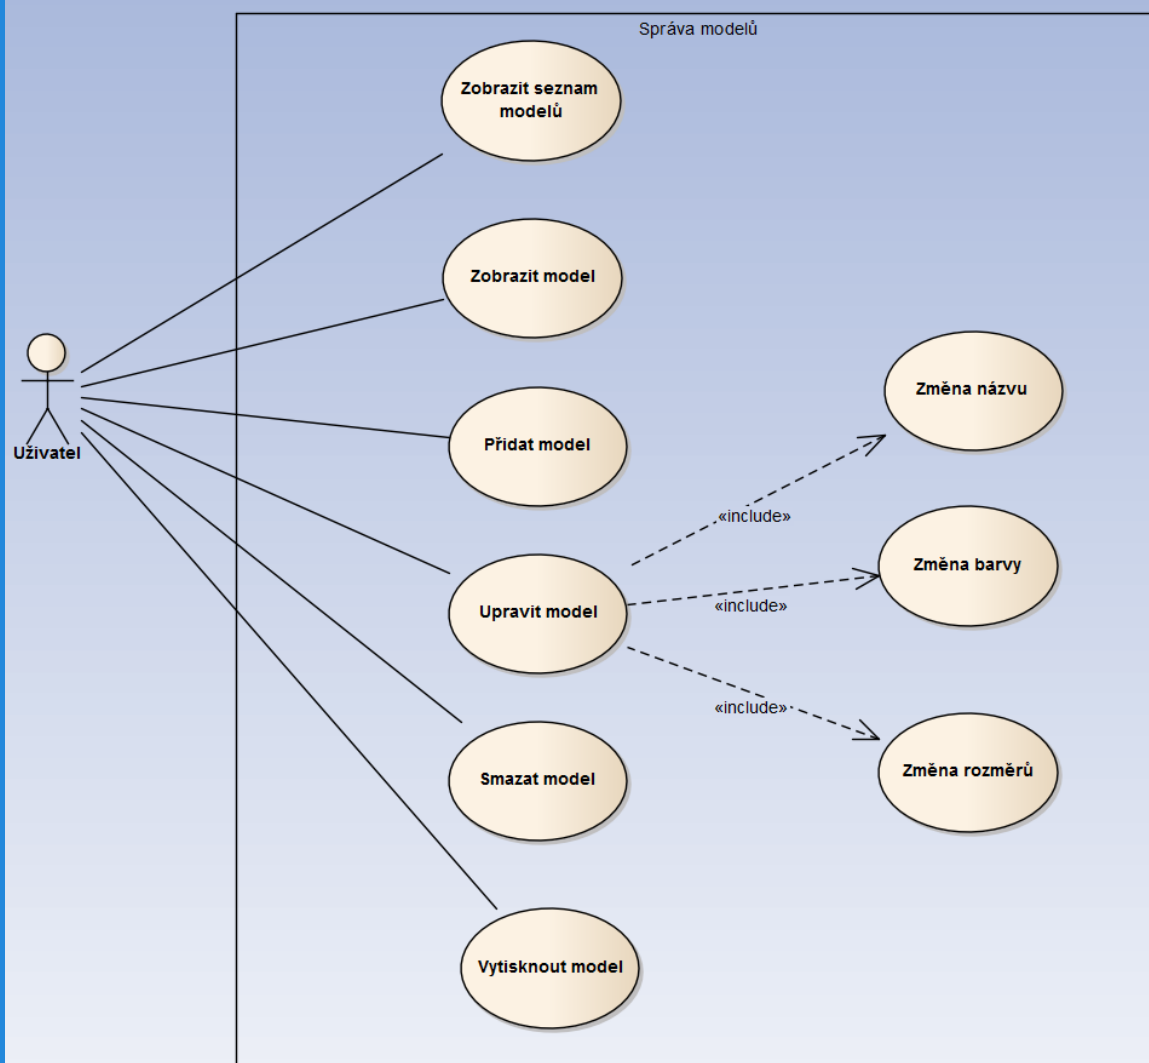 Správa modelů
Zobrazit seznam
modelů
Zobrazit model
Přidat model
Upravit model
Smazat model
Vytisknout model
Uživatel
Změna názvu
Změna barvy
Změna rozměrů
«include»
«include»
«include»